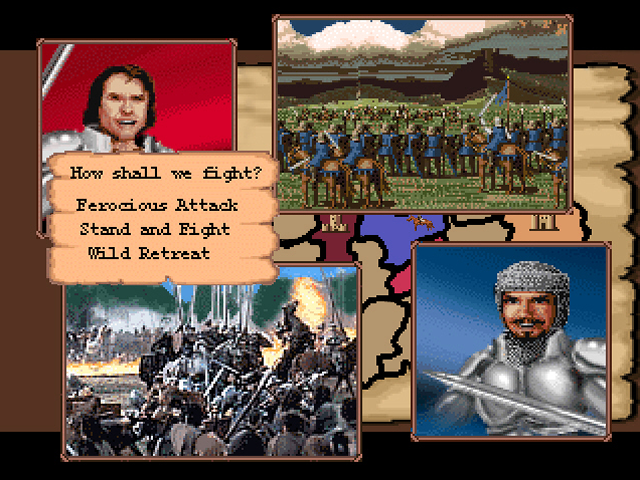 How shall we fight?
Ferocious Attack
Stand and Fight
Wild Retreat